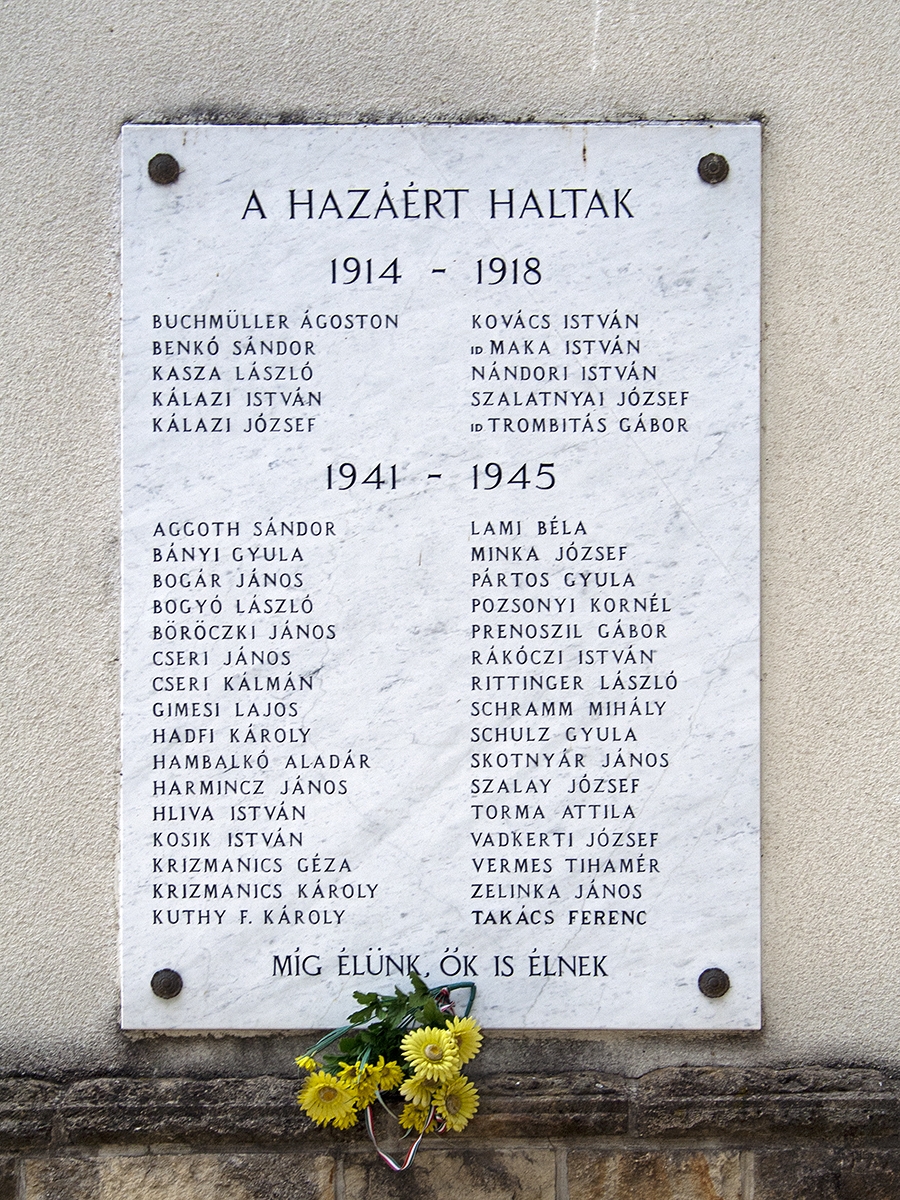 A HAZÁÉRT HALTAK
1914 - 1918
BUCHMÜLLER ÁGOSTON
BENKÓ SÁNDOR
KASZA LÁSZLÓ
KÁLAZI ISTVÁN
KÁLAZI JÓZSEF
KOVÁCS ISTVÁN
ID MAKA ISTVÁN
NÁNDORI ISTVÁN
SZALATNYAI JÓZSEF
ID TROMBITÁS GÁBOR
1941 - 1945
AGGOTH SÁNDOR
BÁNYI GYULA
BOGÁR JÁNOS
BOGYÓ LÁSZLÓ
BÖRÖCZKI JÁNOS
CSERI JÁNOS
CSERI KÁLMÁN
GIMESI LAJOS
HADFI KÁROLY
HAMBALKÓ ALADÁR
HARMINCZ JÁNOS
HLIVA ISTVÁN
KOSIK ISTVÁN
KRIZMANICS GÉZA
KRIZMANICS KÁROLY
KUTHY F. KÁROLY
LAMI BÉLA
MINKA JÓZSEF
PÁRTOS GYULA
POZSONYI KORNÉL
PRENOSZIL GÁBOR
RÁKÓCZI ISTVÁN
RITTINGER LÁSZLÓ
SCHRAMM MIHÁLY
SCHULZ GYULA
SKOTNYÁR JÁNOS
SZALAY JÓZSEF
TORMA ATTILA
VADKERTI JÓZSEF
VERMES TIHAMÉR
ZELINKA JÁNOS
TAKÁCS FERENC
MÍG ÉLÜNK, ŐK IS ÉLNEK